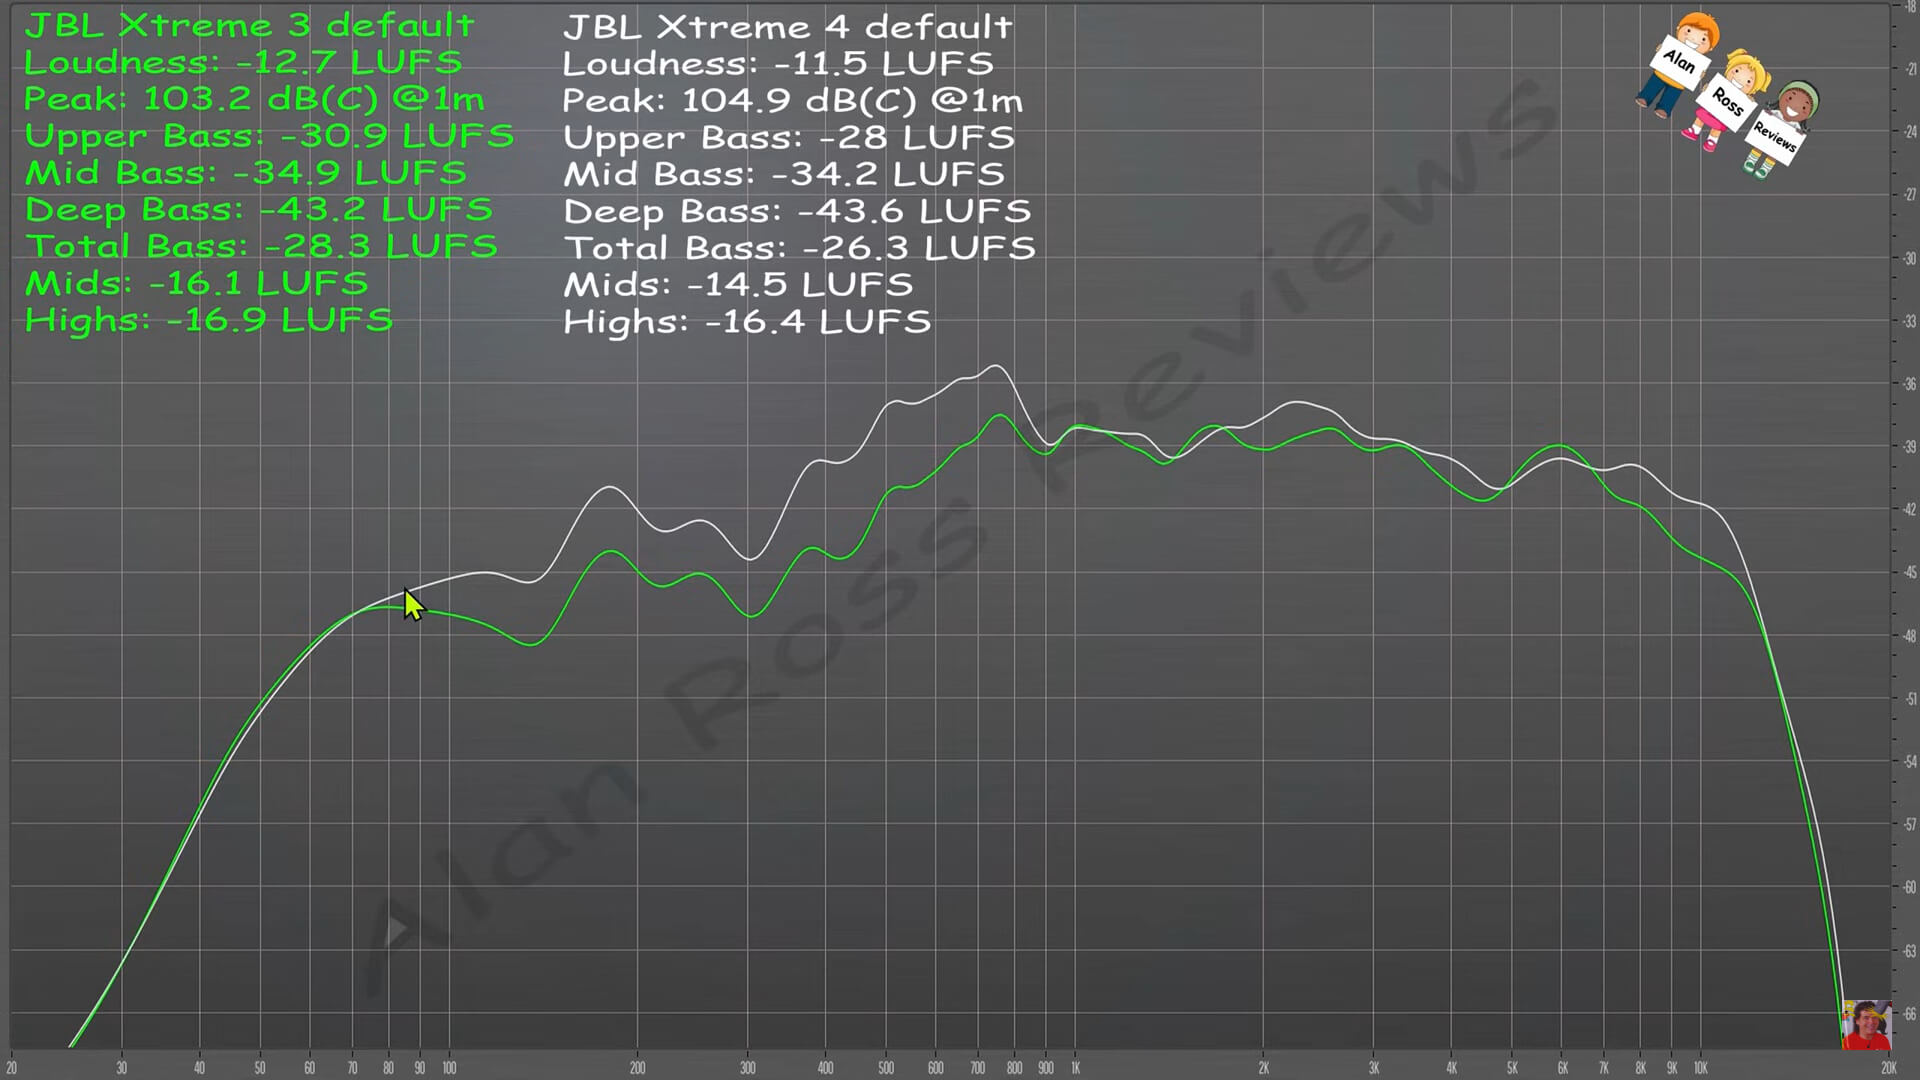 JBL Xtreme 3 default
Loudness: -12.7 LUFS
Peak: 103.2 dB(C) @1m
Upper Bass: -30.9 LUFS
Mid Bass: -34.9 LUFS
Deep Bass: -43.2 LUFS
Total Bass: -28.3 LUFS
Mids: -16.1 LUFS
Highs: -16.9 LUFS
JBL Xtreme 4 default
Loudness: -11.5 LUFS
Peak: 104.9 dB(C) @1m
Upper Bass: -28 LUFS
Mid Bass: -34.2 LUFS
Deep Bass: -43.6 LUFS
Total Bass: -26.3 LUFS
Mids: -14.5 LUFS
Highs: -16.4 LUFS
Alan
Ross
Reviews
Alan Ross Reviews
-18
-21
-24
-27
-30
-33
-36
-39
-42
-45
-48
-51
-54
-57
-60
-63
-66
20 30 40 50 60 70 80 90 100 200 300 400 500 600 700 800 900 1K 2K 3K 4K 5K 6K 7K 8K 9K 10K 20K